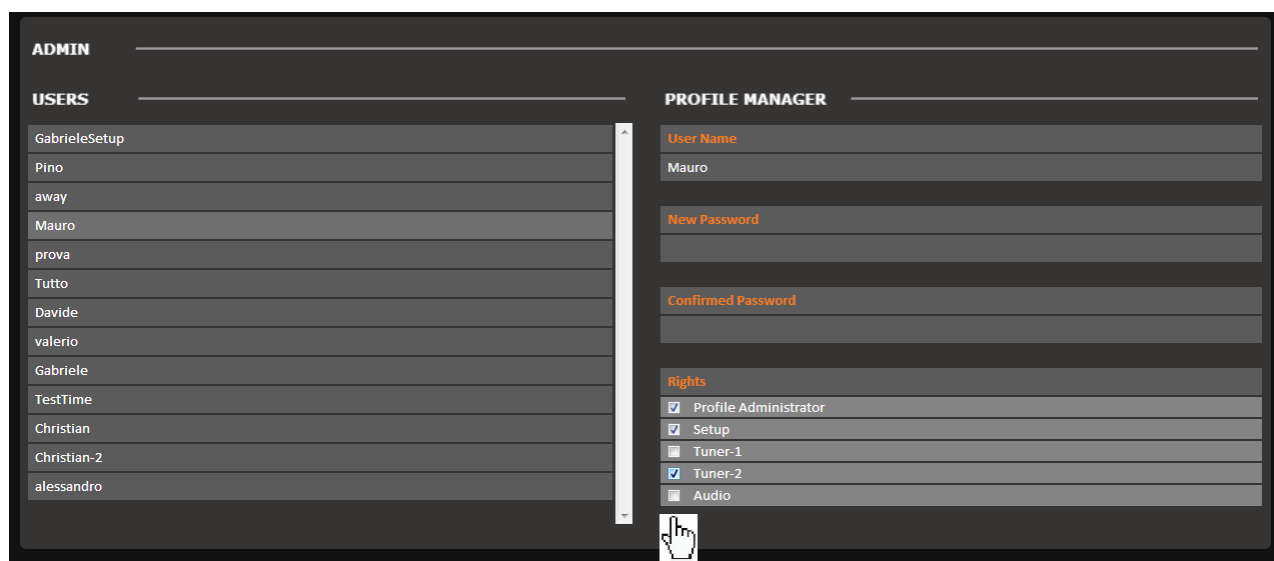 ADMIN
USERS
GabrieleSetup
Pino
away
Mauro
prova
Tutto
Davide
valerio
Gabriele
TestTime
Christian
Christian-2
alessandro
PROFILE MANAGER
User Name
Mauro
New Password
Confirmed Password
Rights
Profile Administrator
Setup
Tuner-1
Tuner-2
Audio